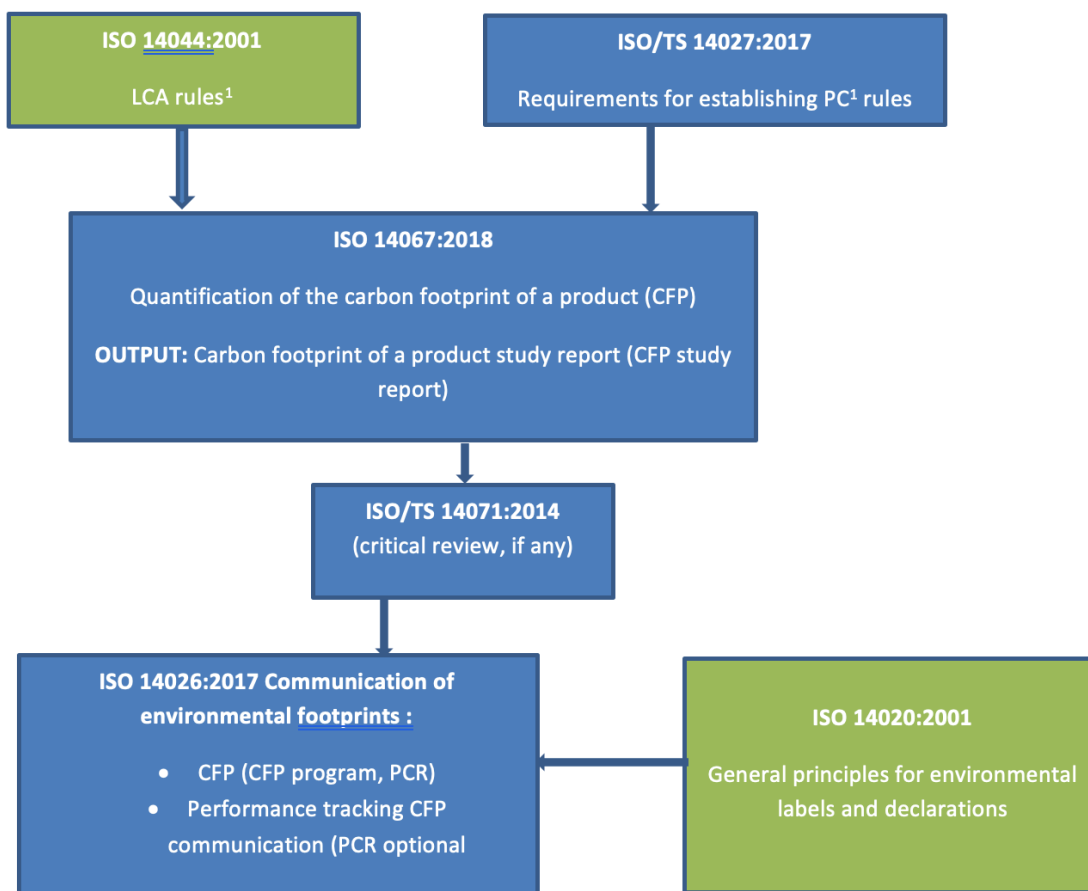 ISO 14044:2001
LCA rules¹
ISO/TS 14027:2017
Requirements for establishing PC¹ rules
ISO 14067:2018
Quantification of the carbon footprint of a product (CFP)
OUTPUT: Carbon footprint of a product study report (CFP study
report)
ISO/TS 14071:2014
(critical review, if any)
ISO 14026:2017 Communication of
environmental footprints :
• CFP (CFP program, PCR)
• Performance tracking CFP
communication (PCR optional
ISO 14020:2001
General principles for environmental
labels and declarations